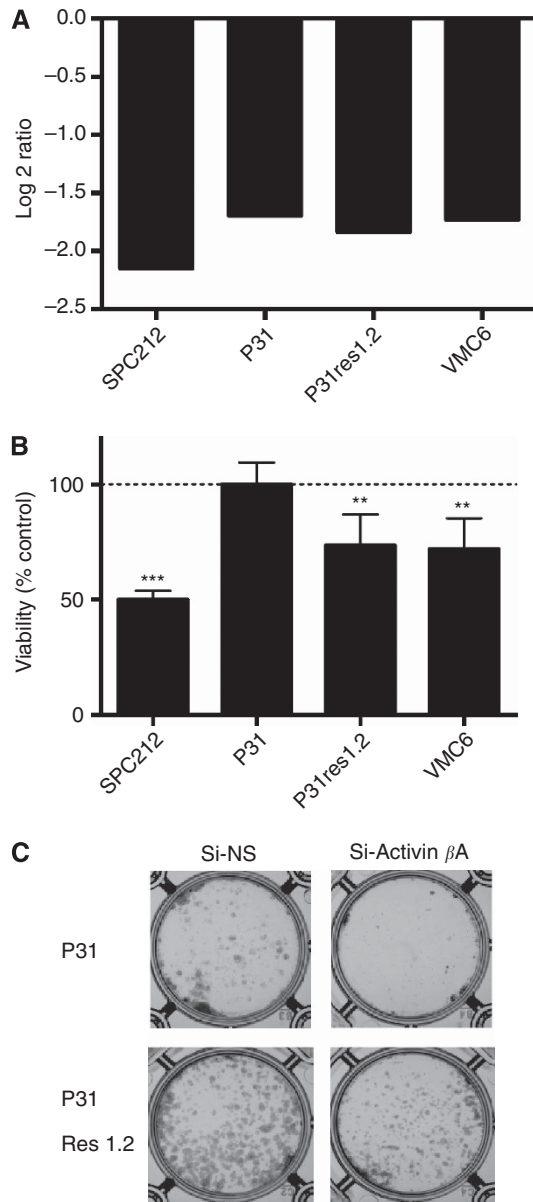 A
0.0
–0.5
–1.0
–1.5
–2.0
–2.5
Log 2 ratio
SPC212
P31
P31res1.2
VMC6
B
100
50
0
Viability (% control)
***
**
**
SPC212
P31
P31res1.2
VMC6
C
Si-NS
Si-Activin βA
P31
P31
Res 1.2